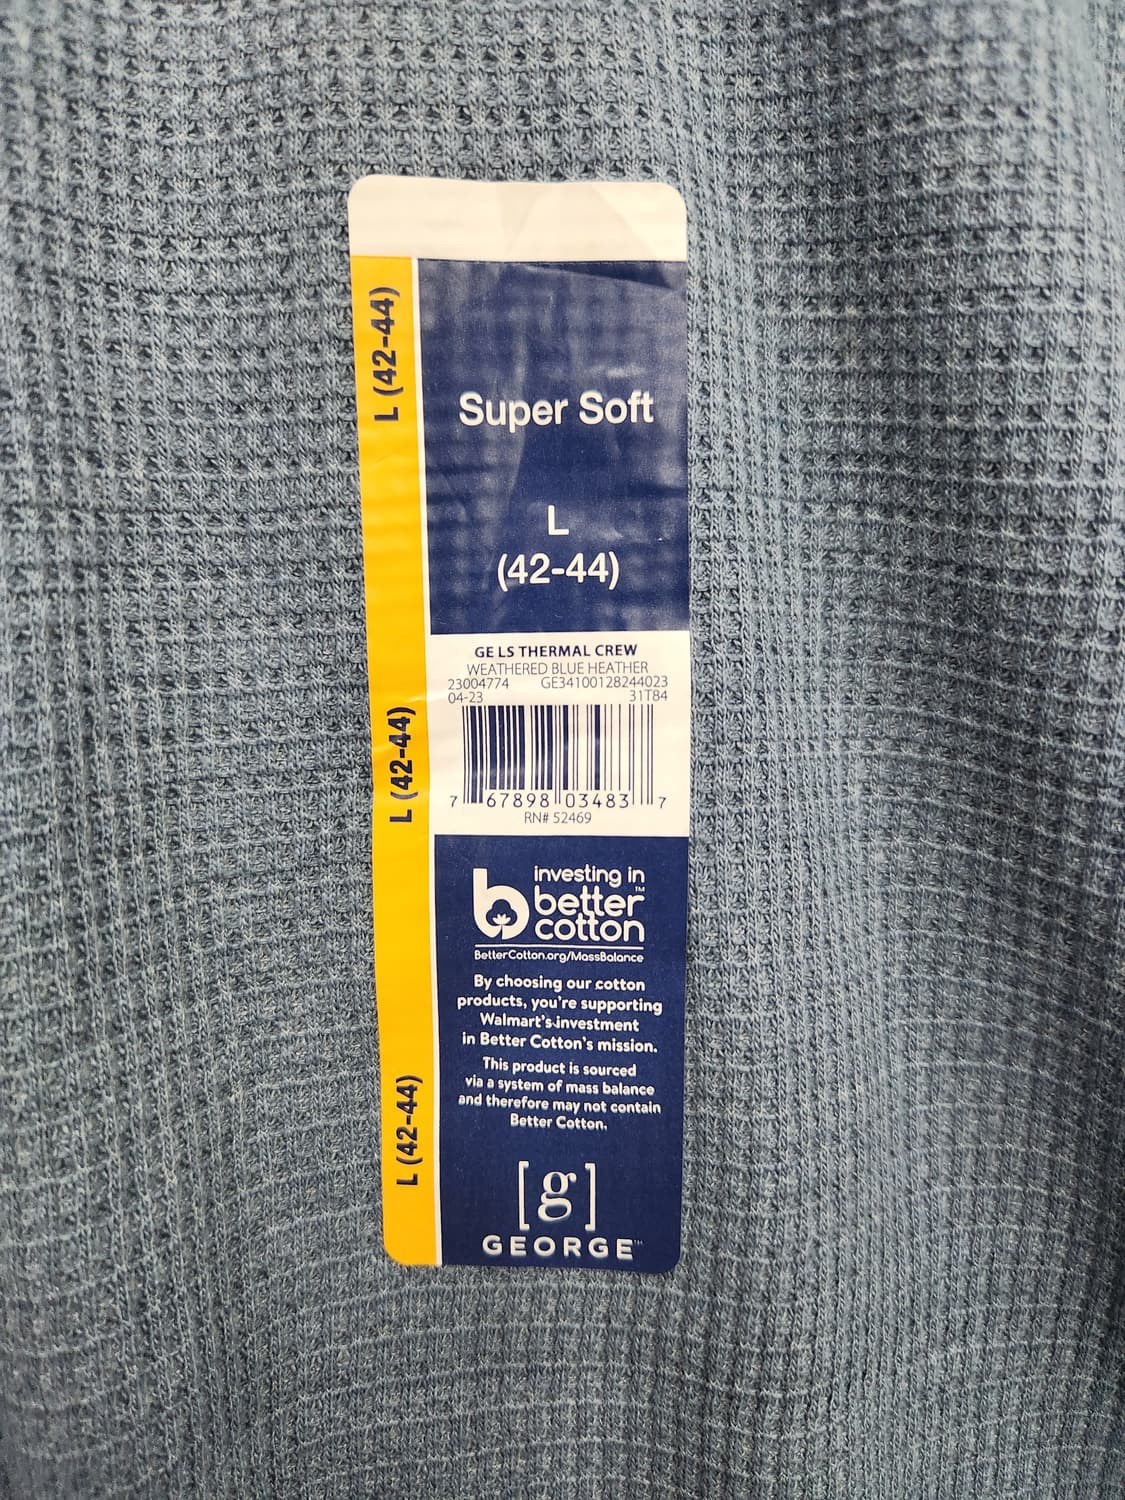 L (42-44)
Super Soft
L
(42-44)
GE LS THERMAL CREW
WEATHERED BLUE HEATHER
23004774 GE34100128244023
04-23 31T84
7 67898 03483 7
RN# 52469
L (42-44)
investing in
better™
cotton
BetterCotton.org/MassBalance
By choosing our cotton
products, you're supporting
Walmart's investment
in Better Cotton's mission.
This product is sourced
via a system of mass balance
and therefore may not contain
Better Cotton.
L (42-44)
[g]
GEORGE™